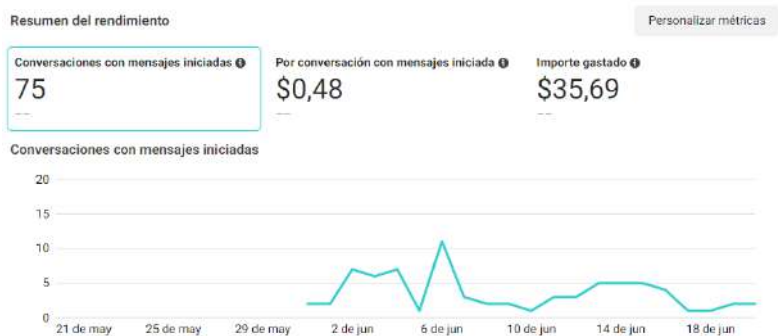 Resumen del rendimiento
Personalizar métricas
Conversaciones con mensajes iniciadas
75
--
Por conversación con mensajes iniciada
$0,48
--
Importe gastado
$35,69
--
Conversaciones con mensajes iniciadas
20
15
10
5
0
21 de may 25 de may 29 de may 2 de jun 6 de jun 10 de jun 14 de jun 18 de jun